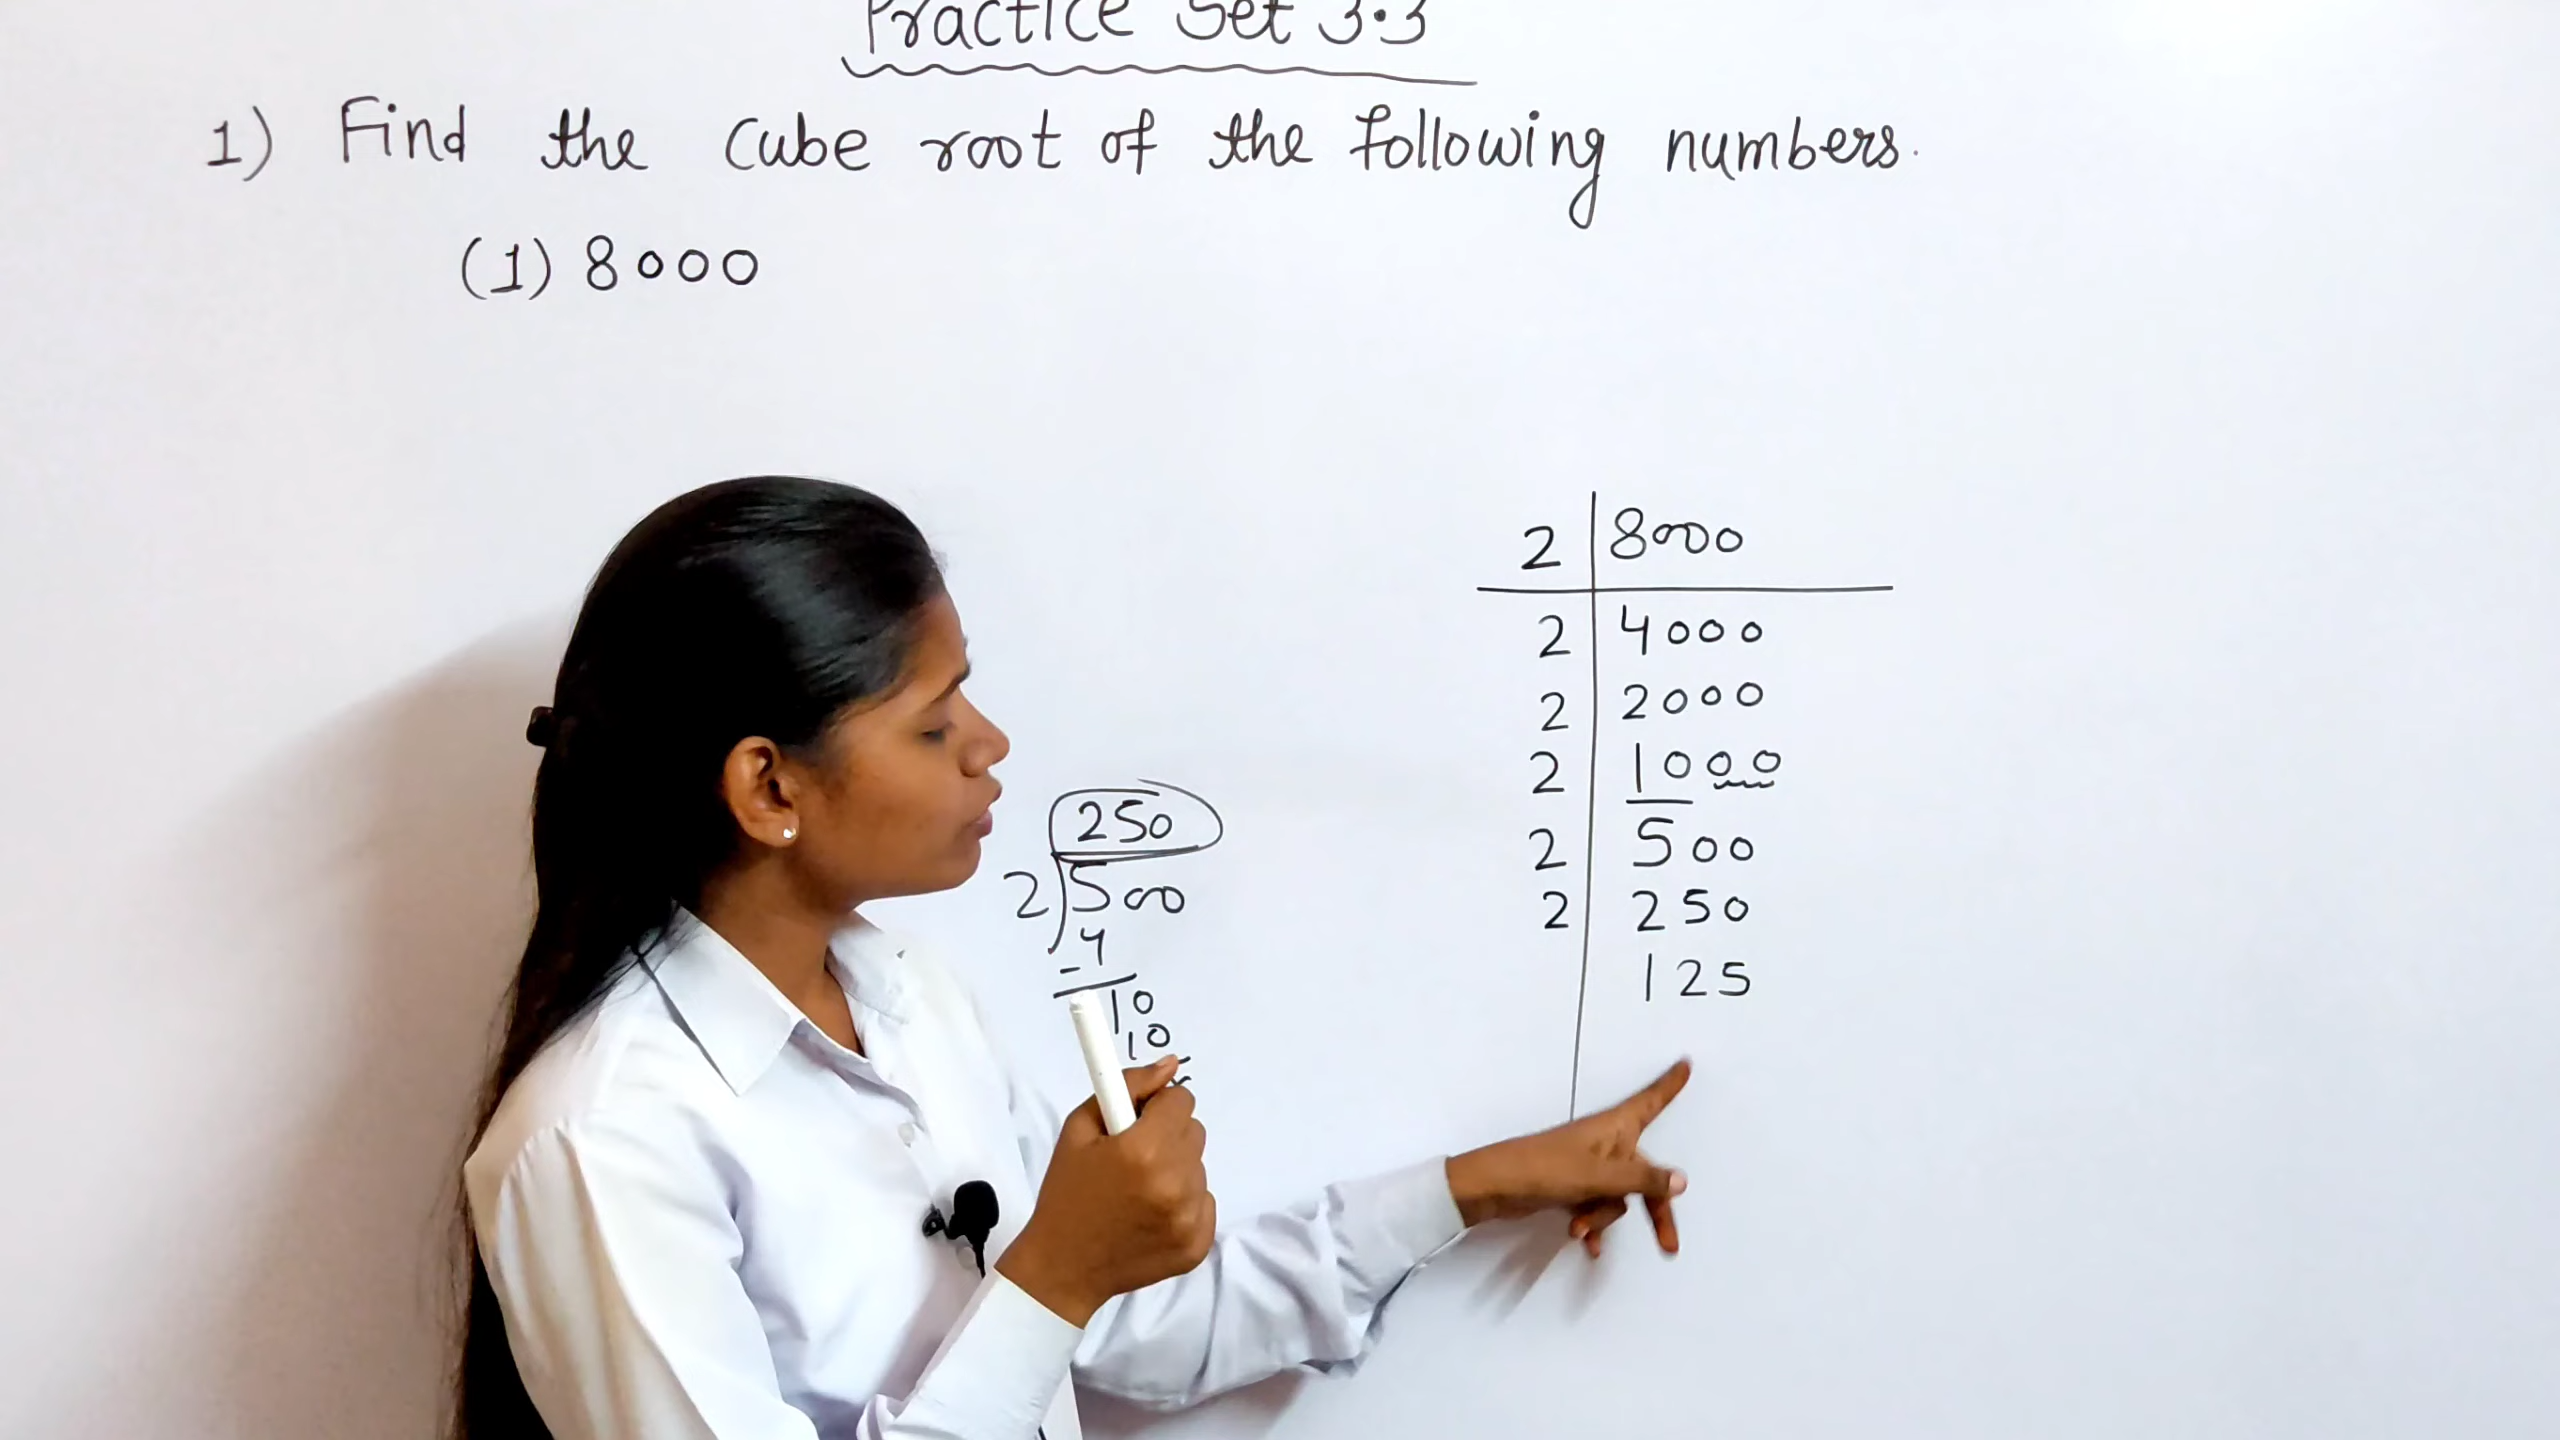 Practice Set 3.3
1) Find the cube root of the following numbers.
(1) 8000
2 | 8000
2 | 4000
2 | 2000
2 | 1000
2 | 500
2 | 250
125
250
2)500
- 4
10
10